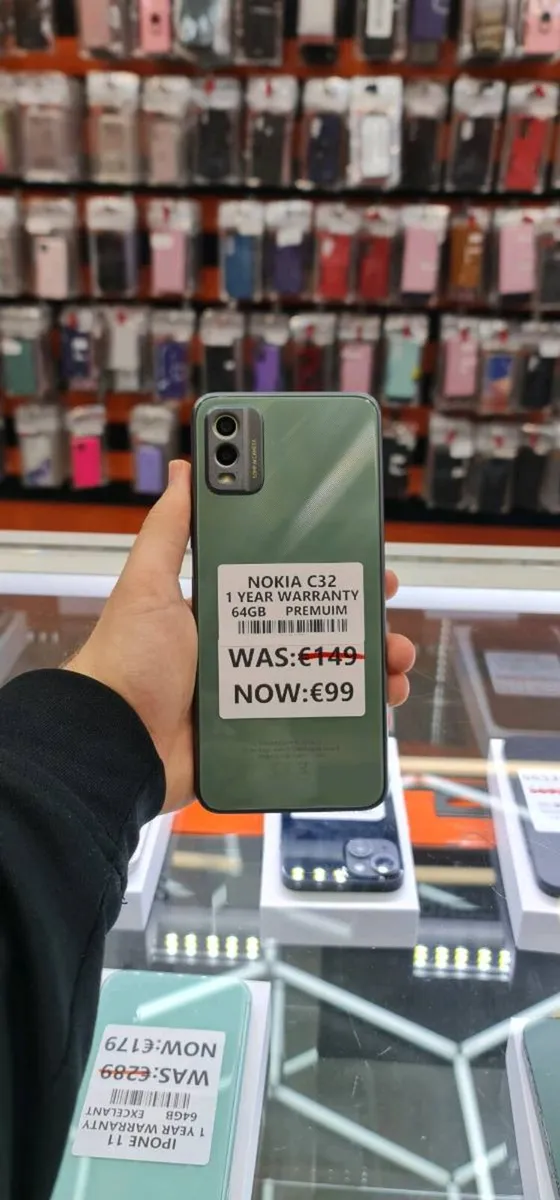 NOKIA C32
1 YEAR WARRANTY
64GB PREMUIM
WAS:€149
NOW:€99
IPONE 11
1 YEAR WARRANTY
64GB EXCELANT
WAS:€289
NOW:€179